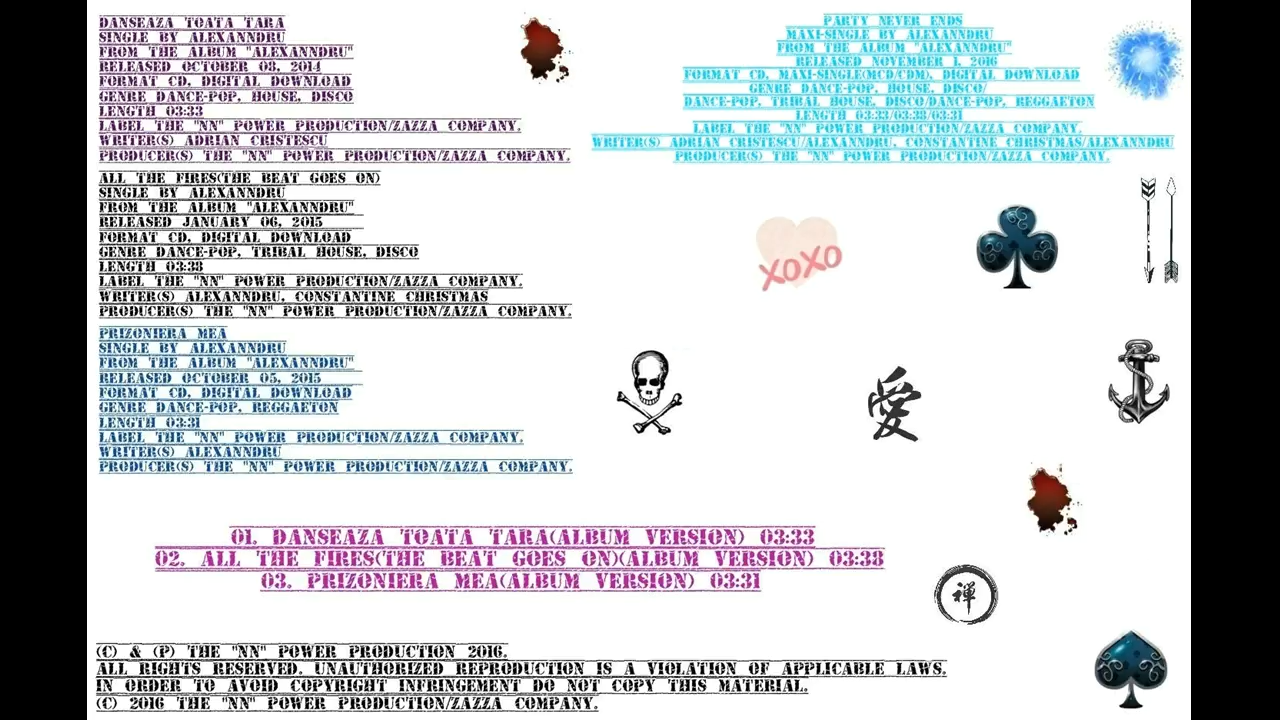 DANSEAZA TOATA TARA
SINGLE BY ALEXANNDRU
FROM THE ALBUM "ALEXANNDRU"
RELEASED OCTOBER 08, 2014
FORMAT CD, DIGITAL DOWNLOAD
GENRE DANCE-POP, HOUSE, DISCO
LENGTH 03:33
LABEL THE "NN" POWER PRODUCTION/ZAZZA COMPANY.
WRITER(S) ADRIAN CRISTESCU
PRODUCER(S) THE "NN" POWER PRODUCTION/ZAZZA COMPANY.
ALL THE FIRES(THE BEAT GOES ON)
SINGLE BY ALEXANNDRU
FROM THE ALBUM "ALEXANNDRU"
RELEASED JANUARY 06, 2015
FORMAT CD, DIGITAL DOWNLOAD
GENRE DANCE-POP, TRIBAL HOUSE, DISCO
LENGTH 03:38
LABEL THE "NN" POWER PRODUCTION/ZAZZA COMPANY.
WRITER(S) ALEXANNDRU, CONSTANTINE CHRISTMAS
PRODUCER(S) THE "NN" POWER PRODUCTION/ZAZZA COMPANY.
PRIZONIERA MEA
SINGLE BY ALEXANNDRU
FROM THE ALBUM "ALEXANNDRU"
RELEASED OCTOBER 05, 2015
FORMAT CD, DIGITAL DOWNLOAD
GENRE DANCE-POP, REGGAETON
LENGTH 03:31
LABEL THE "NN" POWER PRODUCTION/ZAZZA COMPANY.
WRITER(S) ALEXANNDRU
PRODUCER(S) THE "NN" POWER PRODUCTION/ZAZZA COMPANY.
PARTY NEVER ENDS
MAXI-SINGLE BY ALEXANNDRU
FROM THE ALBUM "ALEXANNDRU"
RELEASED NOVEMBER 1, 2016
FORMAT CD, MAXI-SINGLE(MCD/CDM), DIGITAL DOWNLOAD
GENRE DANCE-POP, HOUSE, DISCO/
DANCE-POP, TRIBAL HOUSE, DISCO/DANCE-POP, REGGAETON
LENGTH 03:33/03:38/03:31
LABEL THE "NN" POWER PRODUCTION/ZAZZA COMPANY.
WRITER(S) ADRIAN CRISTESCU/ALEXANNDRU, CONSTANTINE CHRISTMAS/ALEXANNDRU
PRODUCER(S) THE "NN" POWER PRODUCTION/ZAZZA COMPANY.
XOXO
愛
01. DANSEAZA TOATA TARA(ALBUM VERSION) 03:33
02. ALL THE FIRES(THE BEAT GOES ON)(ALBUM VERSION) 03:38
03. PRIZONIERA MEA(ALBUM VERSION) 03:31
禅
(C) & (P) THE "NN" POWER PRODUCTION 2016.
ALL RIGHTS RESERVED. UNAUTHORIZED REPRODUCTION IS A VIOLATION OF APPLICABLE LAWS.
IN ORDER TO AVOID COPYRIGHT INFRINGEMENT DO NOT COPY THIS MATERIAL.
(C) 2016 THE "NN" POWER PRODUCTION/ZAZZA COMPANY.